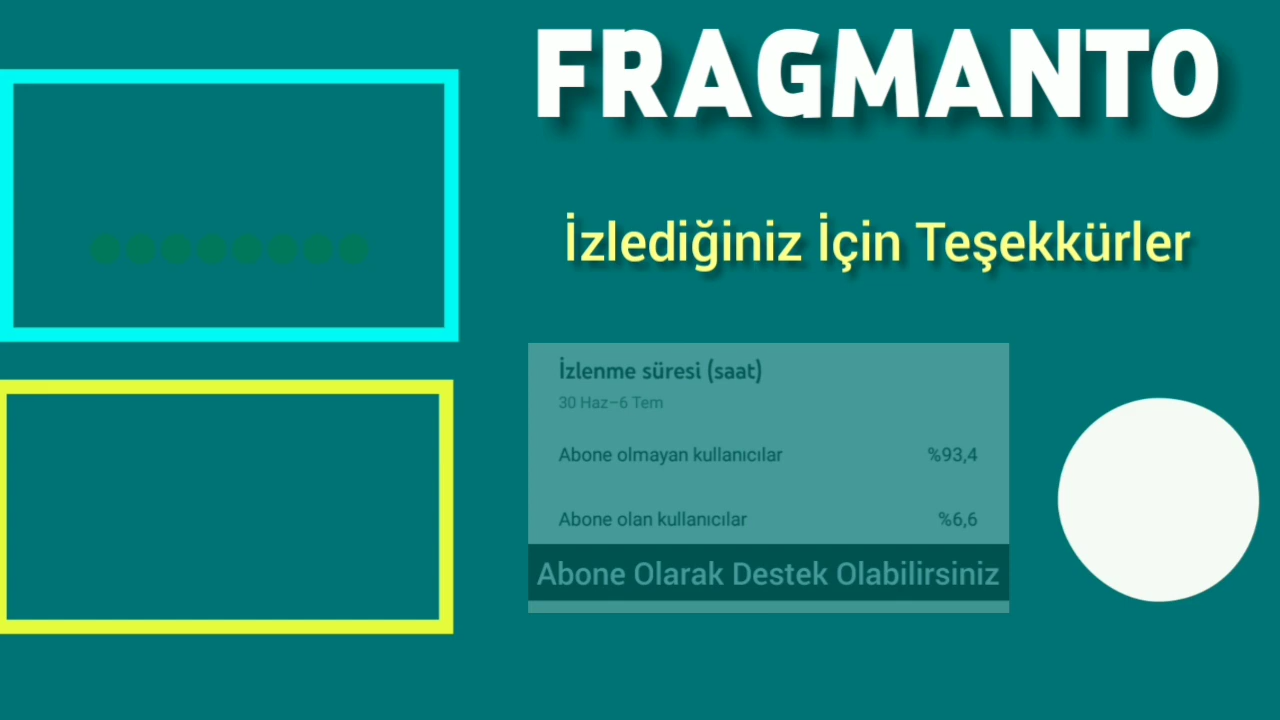 FRAGMANTO
İzlediğiniz İçin Teşekkürler
İzlenme süresi (saat)
30 Haz–6 Tem
Abone olmayan kullanıcılar %93,4
Abone olan kullanıcılar %6,6
Abone Olarak Destek Olabilirsiniz